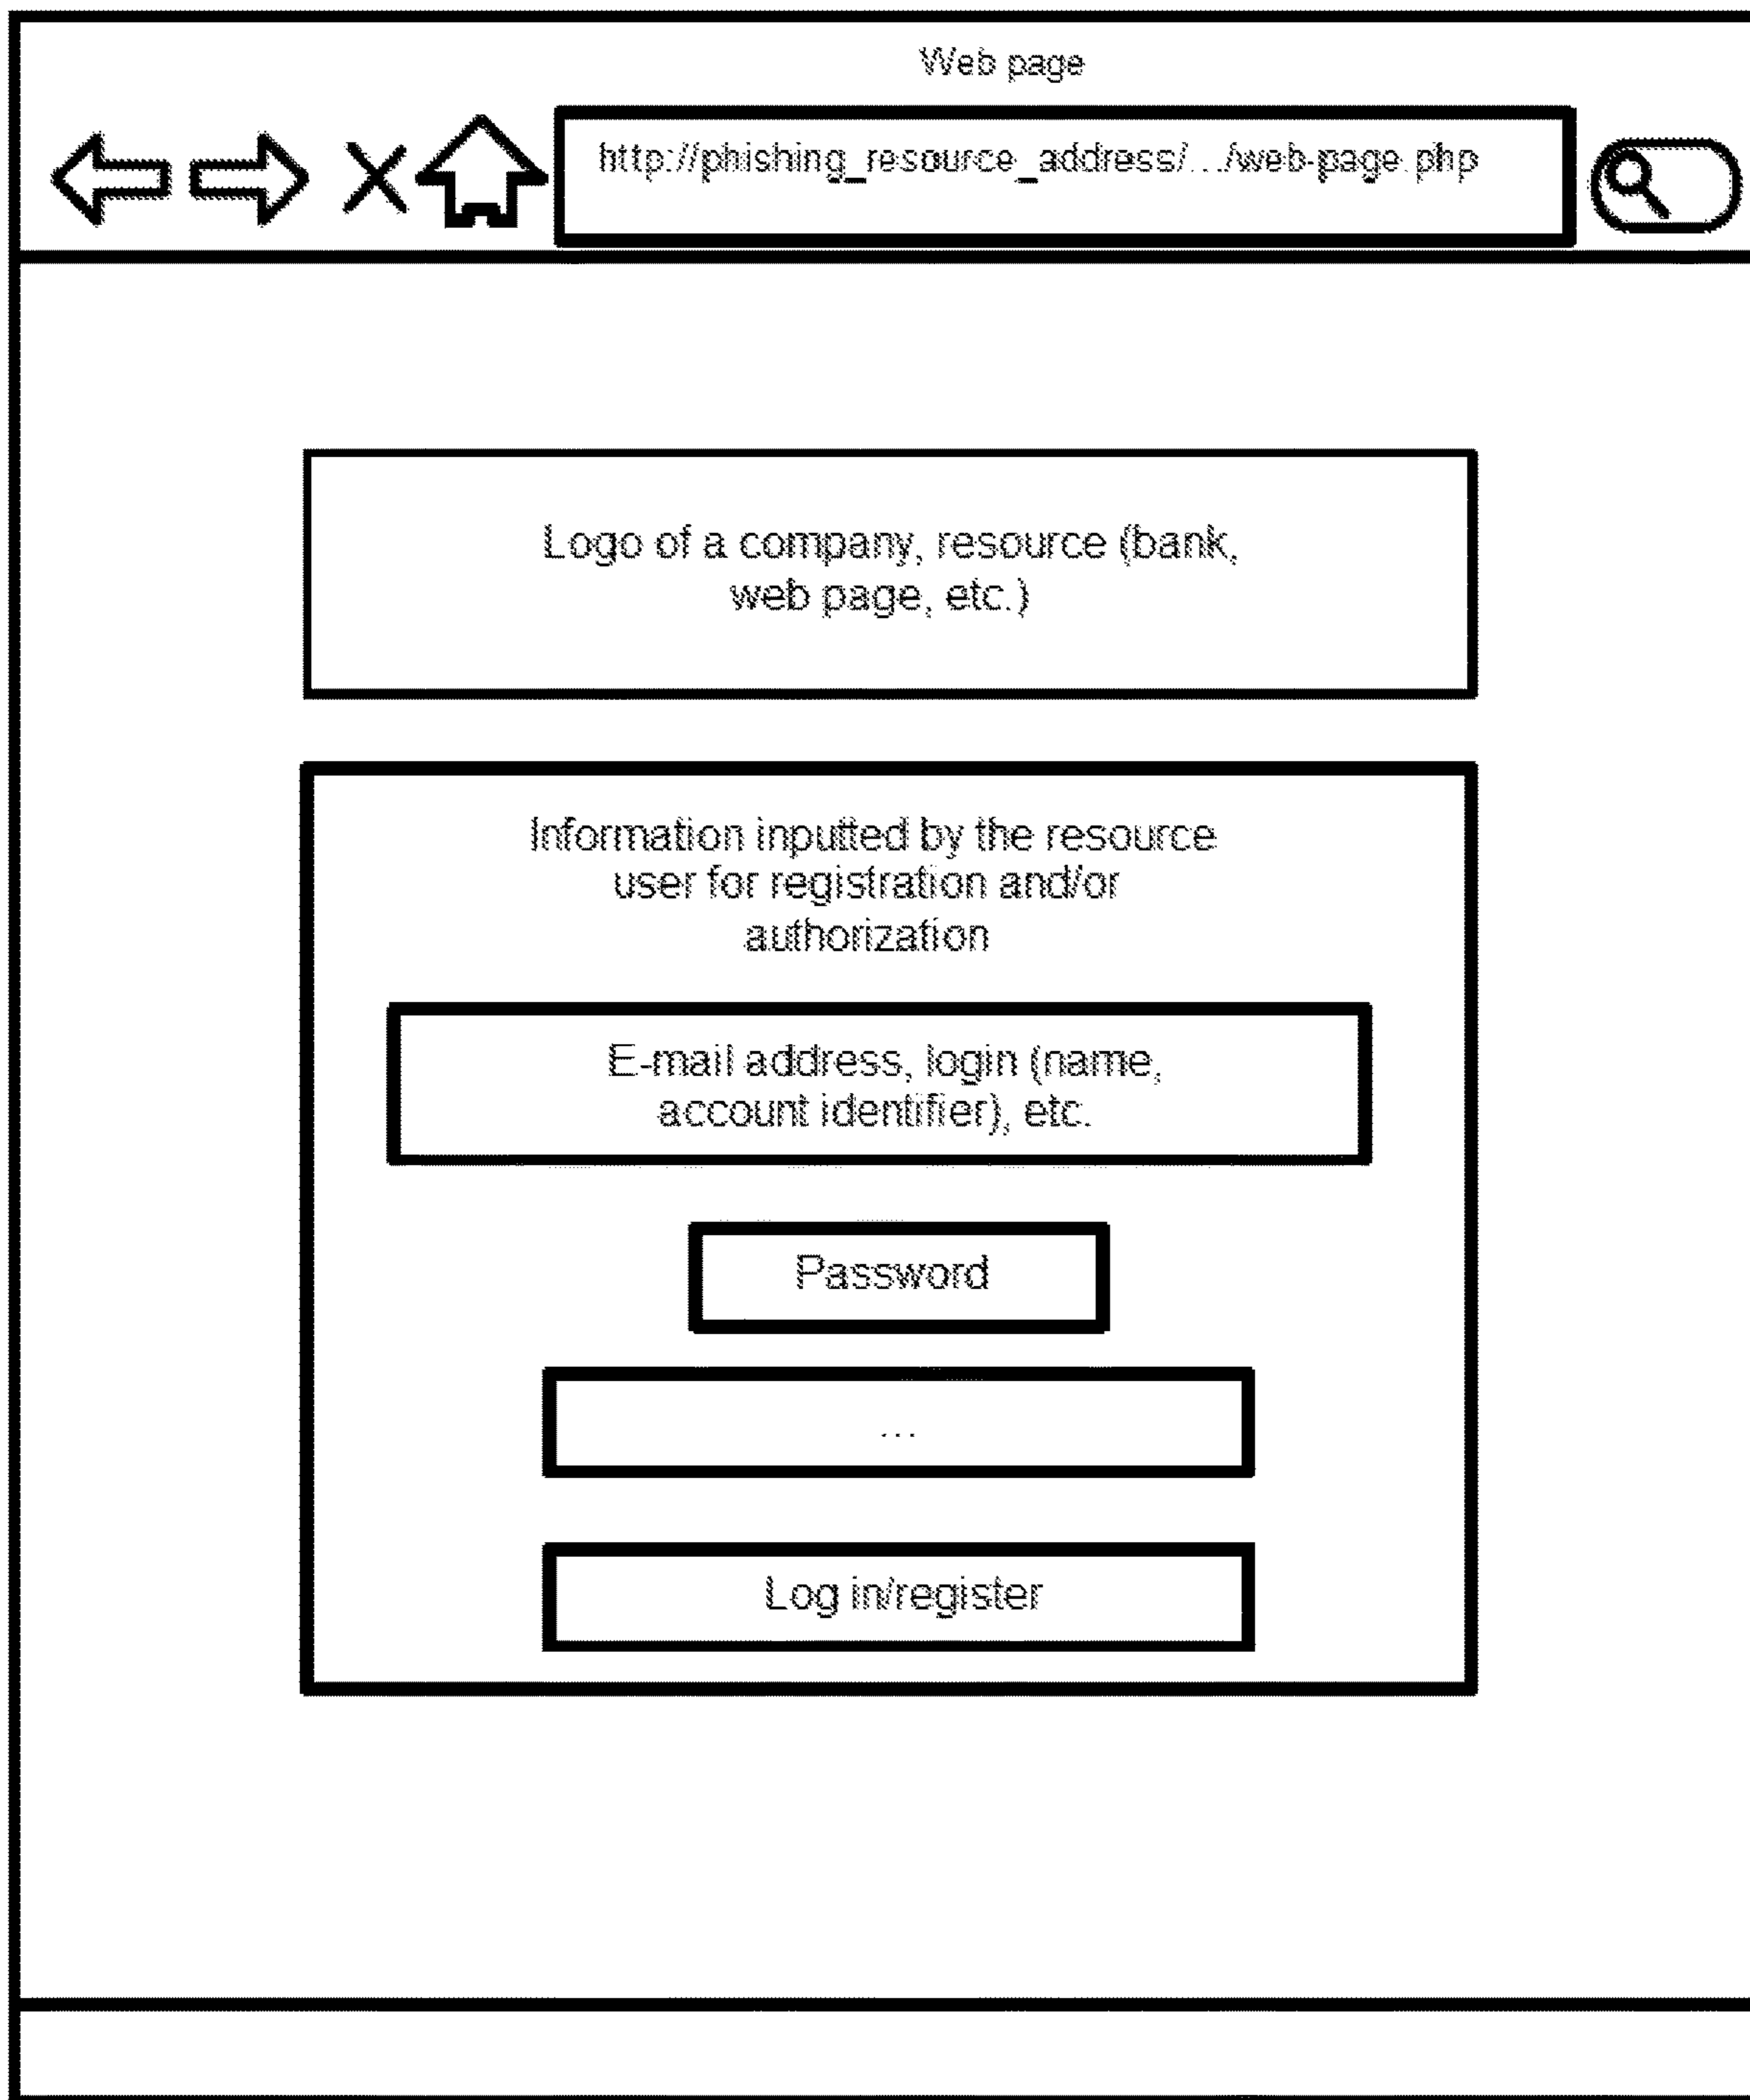 Web page
http://phishing_resource_address/.../web-page.php
Logo of a company, resource (bank,
web page, etc.)
Information inputted by the resource
user for registration and/or
authorization
E-mail address, login (name,
account identifier), etc.
Password
...
Log in/register